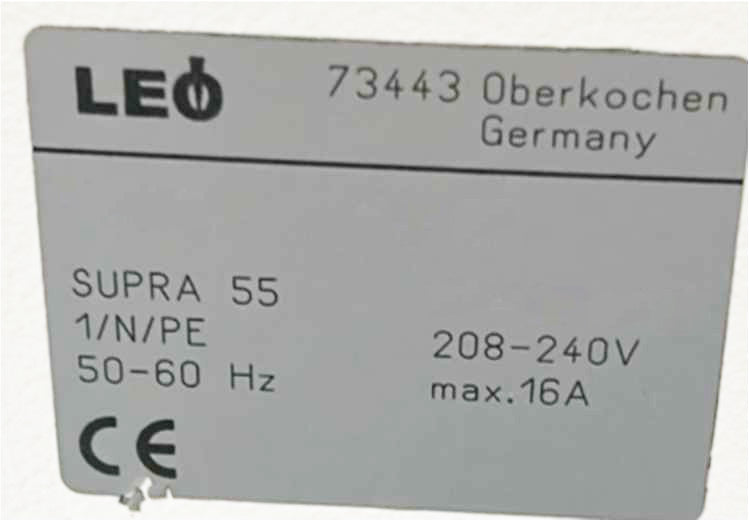 LEO 73443 Oberkochen
Germany
SUPRA 55
1/N/PE 208-240V
50-60 Hz max.16A
CE